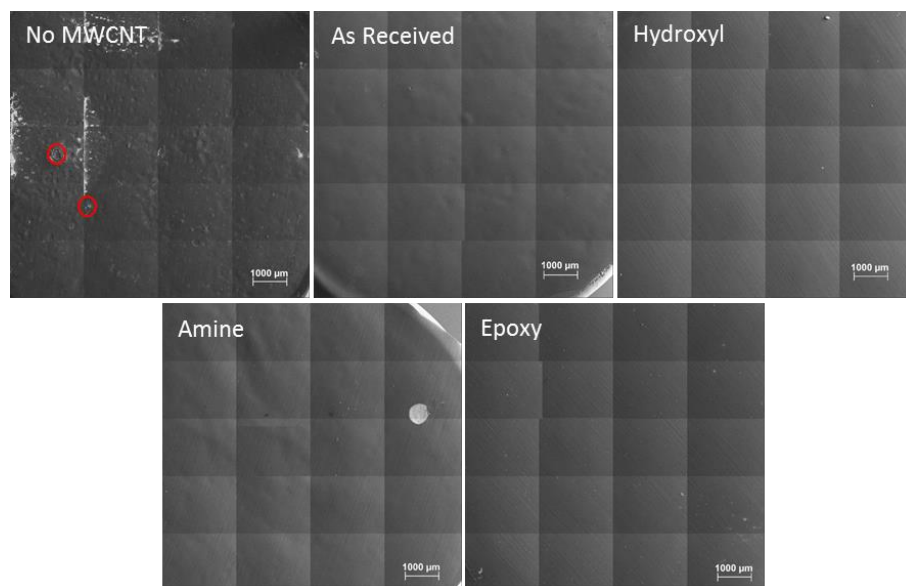 No MWCNT
As Received
Hydroxyl
1000 µm
1000 µm
1000 µm
Amine
Epoxy
1000 µm
1000 µm